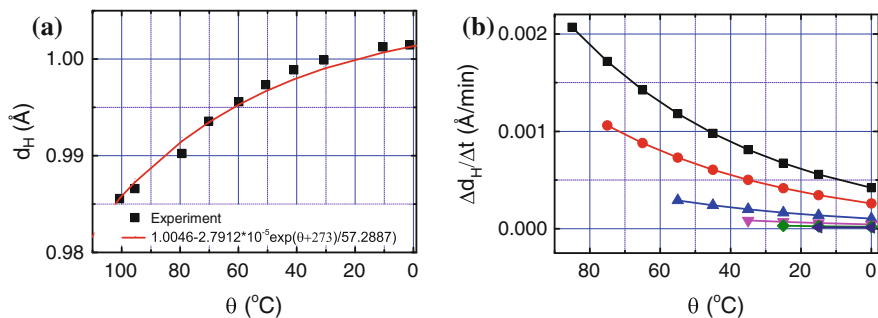 (a)
1.00
0.99
0.98
d_H (Å)
Experiment
1.0046-2.7912*10^-5exp(θ+273)/57.2887)
100 80 60 40 20 0
θ (°C)
(b)
0.002
0.001
0.000
Δd_H/Δt (Å/min)
80 60 40 20 0
θ (°C)